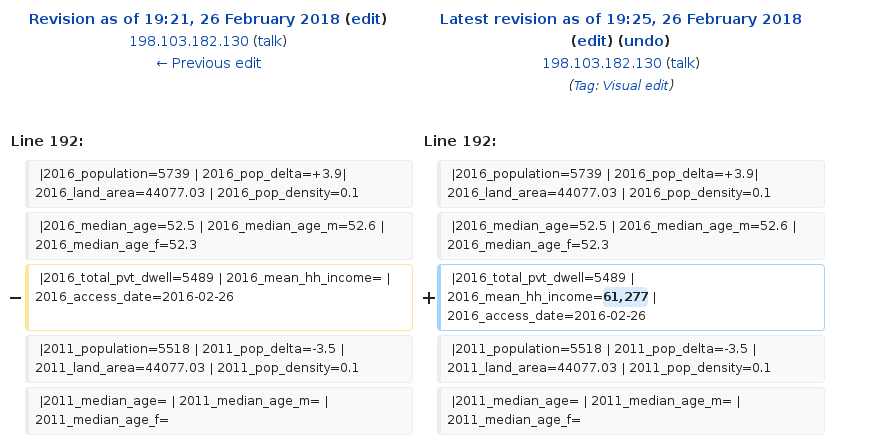 Revision as of 19:21, 26 February 2018 (edit)
198.103.182.130 (talk)
← Previous edit
Latest revision as of 19:25, 26 February 2018
(edit) (undo)
198.103.182.130 (talk)
(Tag: Visual edit)
Line 192:
|2016_population=5739 | 2016_pop_delta=+3.9|
2016_land_area=44077.03 | 2016_pop_density=0.1
|2016_median_age=52.5 | 2016_median_age_m=52.6 |
2016_median_age_f=52.3
−
|2016_total_pvt_dwell=5489 | 2016_mean_hh_income= |
2016_access_date=2016-02-26
|2011_population=5518 | 2011_pop_delta=-3.5 |
2011_land_area=44077.03 | 2011_pop_density=0.1
|2011_median_age= | 2011_median_age_m= |
2011_median_age_f=
Line 192:
|2016_population=5739 | 2016_pop_delta=+3.9|
2016_land_area=44077.03 | 2016_pop_density=0.1
|2016_median_age=52.5 | 2016_median_age_m=52.6 |
2016_median_age_f=52.3
+
|2016_total_pvt_dwell=5489 |
2016_mean_hh_income=61,277 |
2016_access_date=2016-02-26
|2011_population=5518 | 2011_pop_delta=-3.5 |
2011_land_area=44077.03 | 2011_pop_density=0.1
|2011_median_age= | 2011_median_age_m= |
2011_median_age_f=